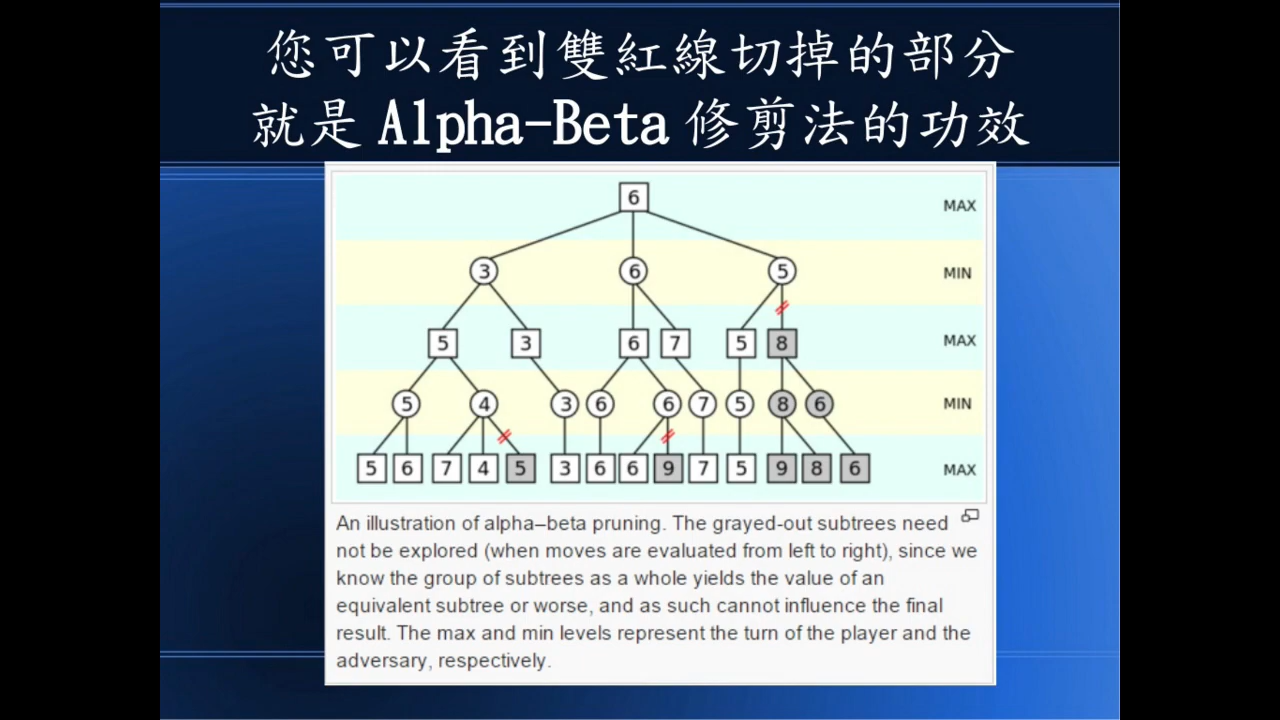 您可以看到雙紅線切掉的部分
就是 Alpha-Beta 修剪法的功效
6 MAX
3 6 5 MIN
5 3 6 7 5 8 MAX
5 4 3 6 6 7 5 8 6 MIN
5 6 7 4 5 3 6 6 9 7 5 9 8 6 MAX
An illustration of alpha–beta pruning. The grayed-out subtrees need
not be explored (when moves are evaluated from left to right), since we
know the group of subtrees as a whole yields the value of an
equivalent subtree or worse, and as such cannot influence the final
result. The max and min levels represent the turn of the player and the
adversary, respectively.